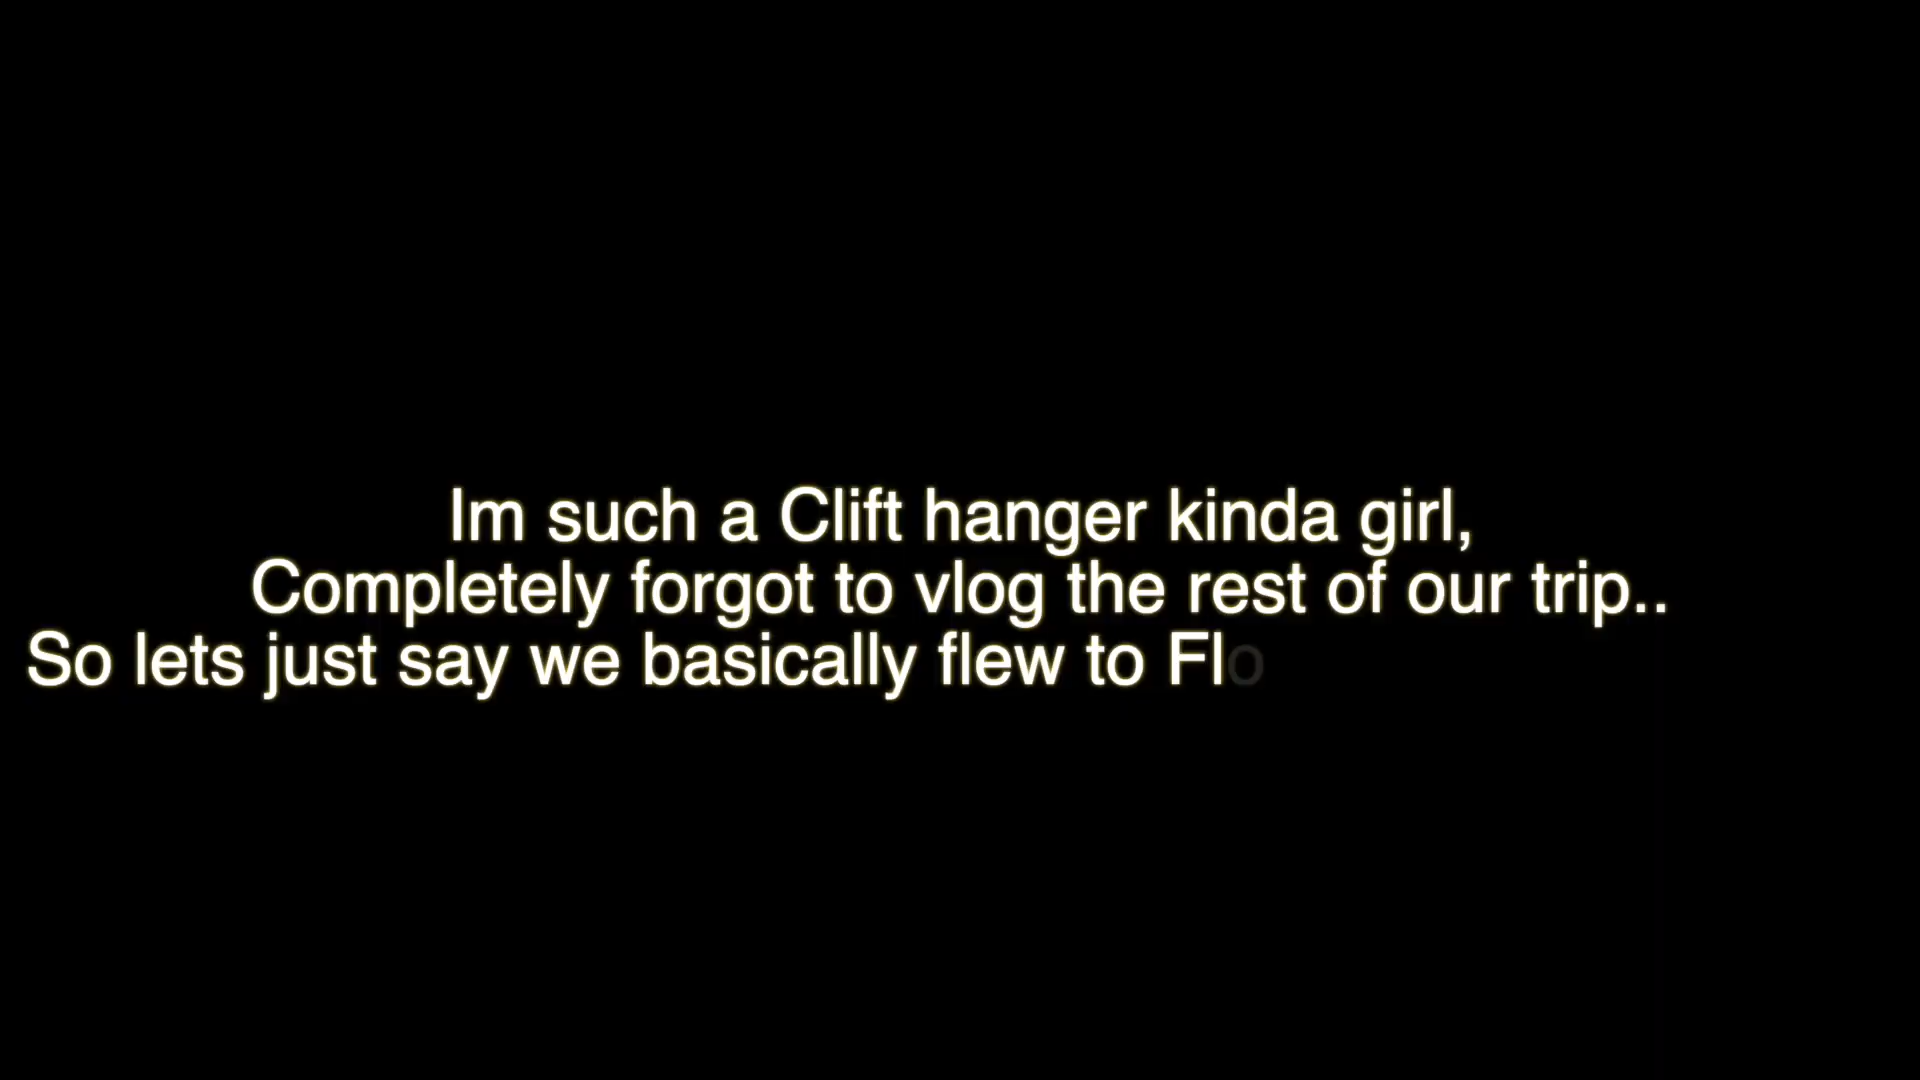 Im such a Clift hanger kinda girl,
Completely forgot to vlog the rest of our trip..
So lets just say we basically flew to Flo